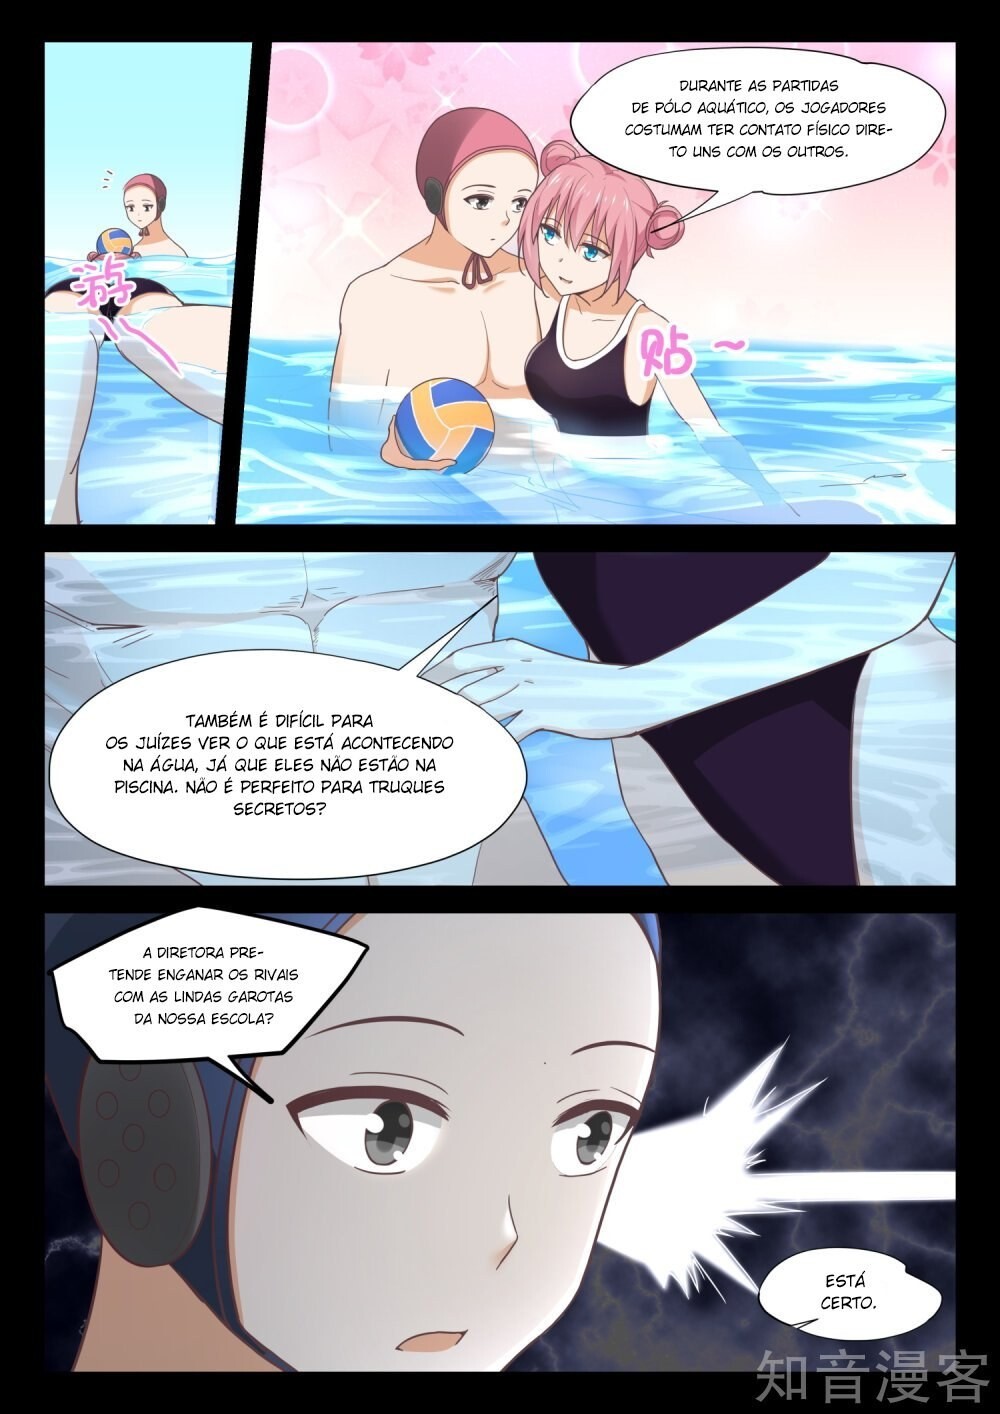 DURANTE AS PARTIDAS
DE PÓLO AQUÁTICO, OS JOGADORES
COSTUMAM TER CONTATO FÍSICO DIRE-
TO UNS COM OS OUTROS.
游
贴~
TAMBÉM É DIFÍCIL PARA
OS JUÍZES VER O QUE ESTÁ ACONTECENDO
NA ÁGUA, JÁ QUE ELES NÃO ESTÃO NA
PISCINA. NÃO É PERFEITO PARA TRUQUES
SECRETOS?
A DIRETORA PRE-
TENDE ENGANAR OS RIVAIS
COM AS LINDAS GAROTAS
DA NOSSA ESCOLA?
ESTÁ
CERTO.
知音漫客